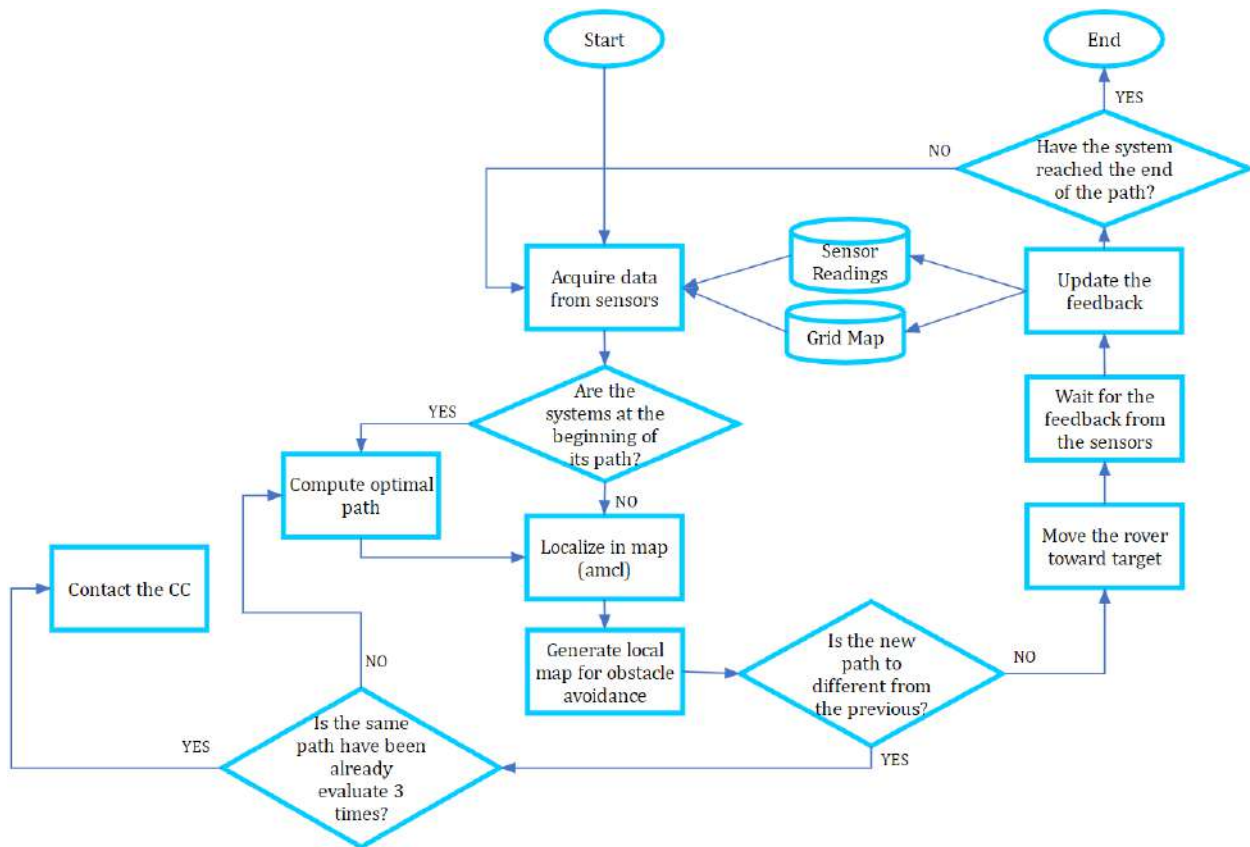 Start
End
YES
NO
Have the system
reached the end
of the path?
Sensor
Readings
Acquire data
from sensors
Update the
feedback
Grid Map
Are the
systems at the
beginning of
its path?
YES
Wait for the
feedback from
the sensors
Compute optimal
path
NO
Localize in map
(amcl)
Move the rover
toward target
Contact the CC
Generate local
map for obstacle
avoidance
Is the new
path to
different from
the previous?
NO
NO
YES
Is the same
path have been
already
evaluate 3
times?
YES